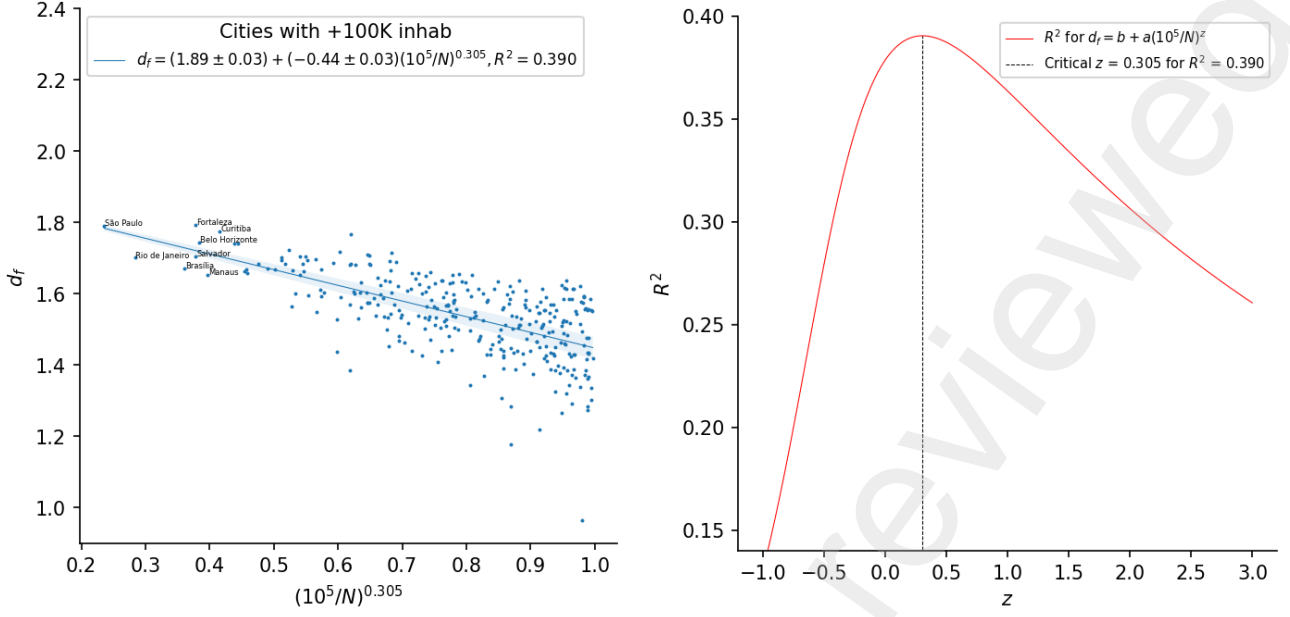 Cities with +100K inhab
d_f = (1.89 ± 0.03) + (−0.44 ± 0.03)(10^5/N)^0.305, R^2 = 0.390
2.4
2.2
2.0
1.8
1.6
1.4
1.2
1.0
d_f
São Paulo
Fortaleza
Curitiba
Belo Horizonte
Rio de Janeiro
Salvador
Brasília
Manaus
0.2 0.3 0.4 0.5 0.6 0.7 0.8 0.9 1.0
(10^5/N)^0.305
R^2 for d_f = b + a(10^5/N)^z
Critical z = 0.305 for R^2 = 0.390
0.40
0.35
0.30
0.25
0.20
0.15
R^2
−1.0 −0.5 0.0 0.5 1.0 1.5 2.0 2.5 3.0
z
reviewed